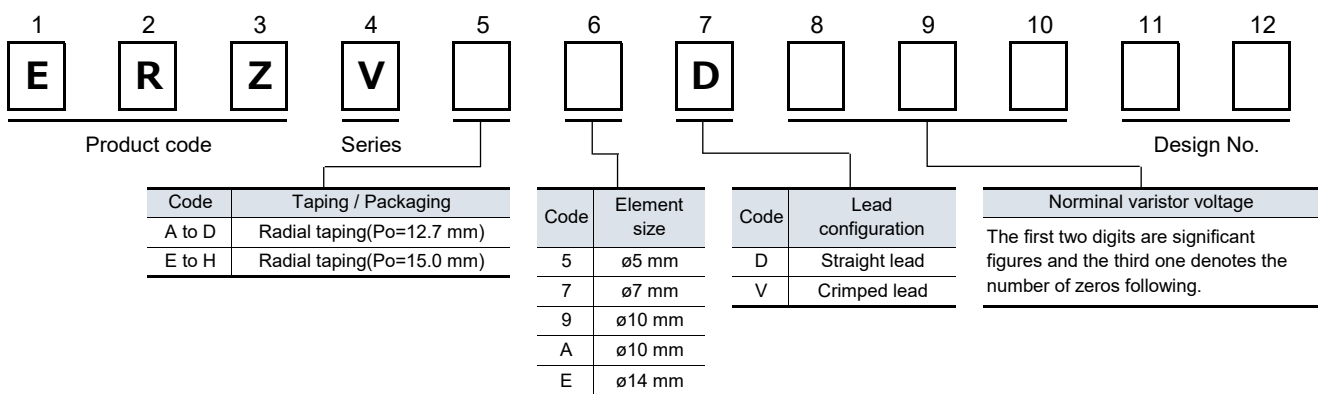 1 2 3 4 5 6 7 8 9 10 11 12
E R Z V D
Product code Series Design No.
Code Taping / Packaging
A to D Radial taping(Po=12.7 mm)
E to H Radial taping(Po=15.0 mm)
Code Element
size
5 ø5 mm
7 ø7 mm
9 ø10 mm
A ø10 mm
E ø14 mm
Code Lead
configuration
D Straight lead
V Crimped lead
Norminal varistor voltage
The first two digits are significant
figures and the third one denotes the
number of zeros following.